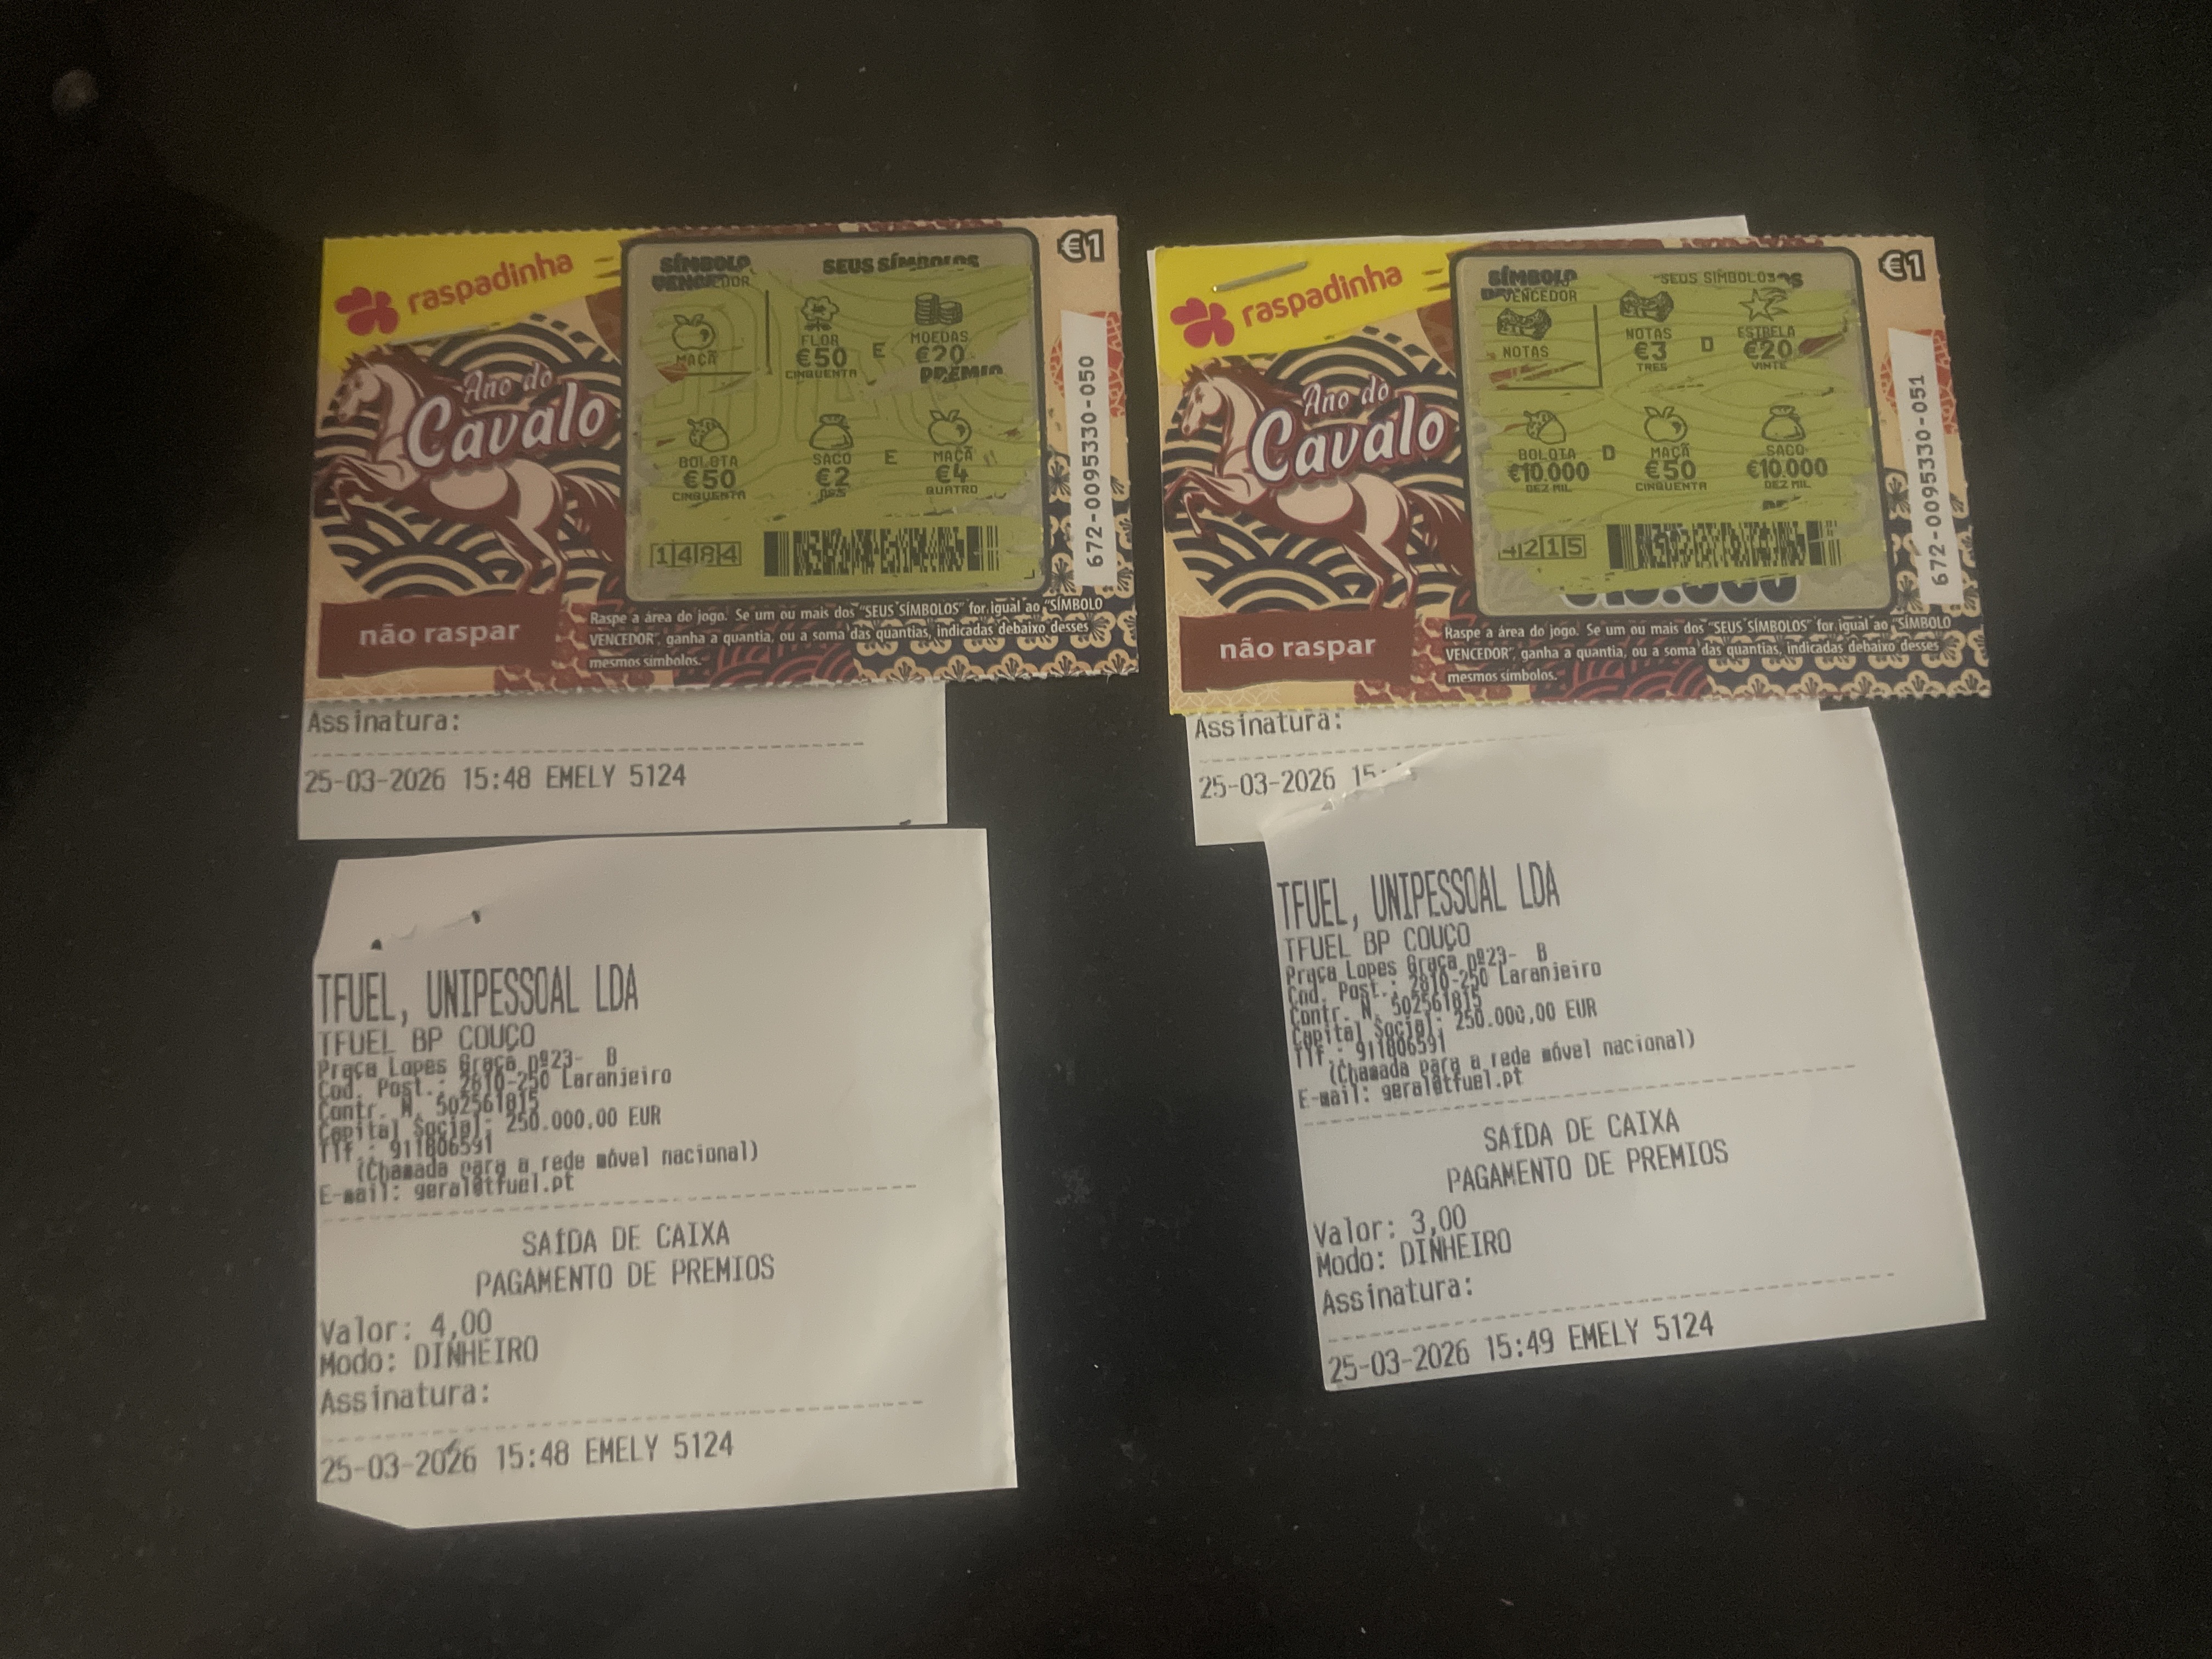 raspadinha
Ano do
Cavalo
não raspar
SÍMBOLO
VENCEDOR
SEUS SÍMBOLOS
€1
MAÇÃ
FLOR
€50
CINQUENTA
E
MOEDAS
€20
PRÉMIO
BOLOTA
€50
CINQUENTA
SACO
€2
E
MAÇÃ
€4
QUATRO
1484
672-0095330-050
Raspe a área do jogo. Se um ou mais dos "SEUS SÍMBOLOS" for igual ao "SÍMBOLO
VENCEDOR", ganha a quantia, ou a soma das quantias, indicadas debaixo desses
mesmos símbolos.
Assinatura:
25-03-2026 15:48 EMELY 5124
TFUEL, UNIPESSOAL LDA
TFUEL BP COUÇO
Praça Lopes Graça nº23- B
Cod. Post.: 2810-250 Laranjeiro
Contr. N. 502561815
Capital Social: 250.000,00 EUR
Tlf.: 911806591
(Chamada para a rede móvel nacional)
E-mail: geral@tfuel.pt
SAÍDA DE CAIXA
PAGAMENTO DE PREMIOS
Valor: 4,00
Modo: DINHEIRO
Assinatura:
25-03-2026 15:48 EMELY 5124
raspadinha
Ano do
Cavalo
não raspar
SÍMBOLO
VENCEDOR
SEUS SÍMBOLOS
€1
NOTAS
NOTAS
€3
TRES
D
ESTRELA
€20
VINTE
BOLOTA
€10.000
DEZ MIL
D
MAÇÃ
€50
CINQUENTA
SACO
€10.000
DEZ MIL
4215
672-0095330-051
Raspe a área do jogo. Se um ou mais dos "SEUS SÍMBOLOS" for igual ao "SÍMBOLO
VENCEDOR", ganha a quantia, ou a soma das quantias, indicadas debaixo desses
mesmos símbolos.
Assinatura:
25-03-2026
TFUEL, UNIPESSOAL LDA
TFUEL BP COUÇO
Praça Lopes Graça nº23- B
Cod. Post.: 2810-250 Laranjeiro
Contr. N. 502561815
Capital Social: 250.000,00 EUR
Tlf.: 911806591
(Chamada para a rede móvel nacional)
E-mail: geral@tfuel.pt
SAÍDA DE CAIXA
PAGAMENTO DE PREMIOS
Valor: 3,00
Modo: DINHEIRO
Assinatura:
25-03-2026 15:49 EMELY 5124